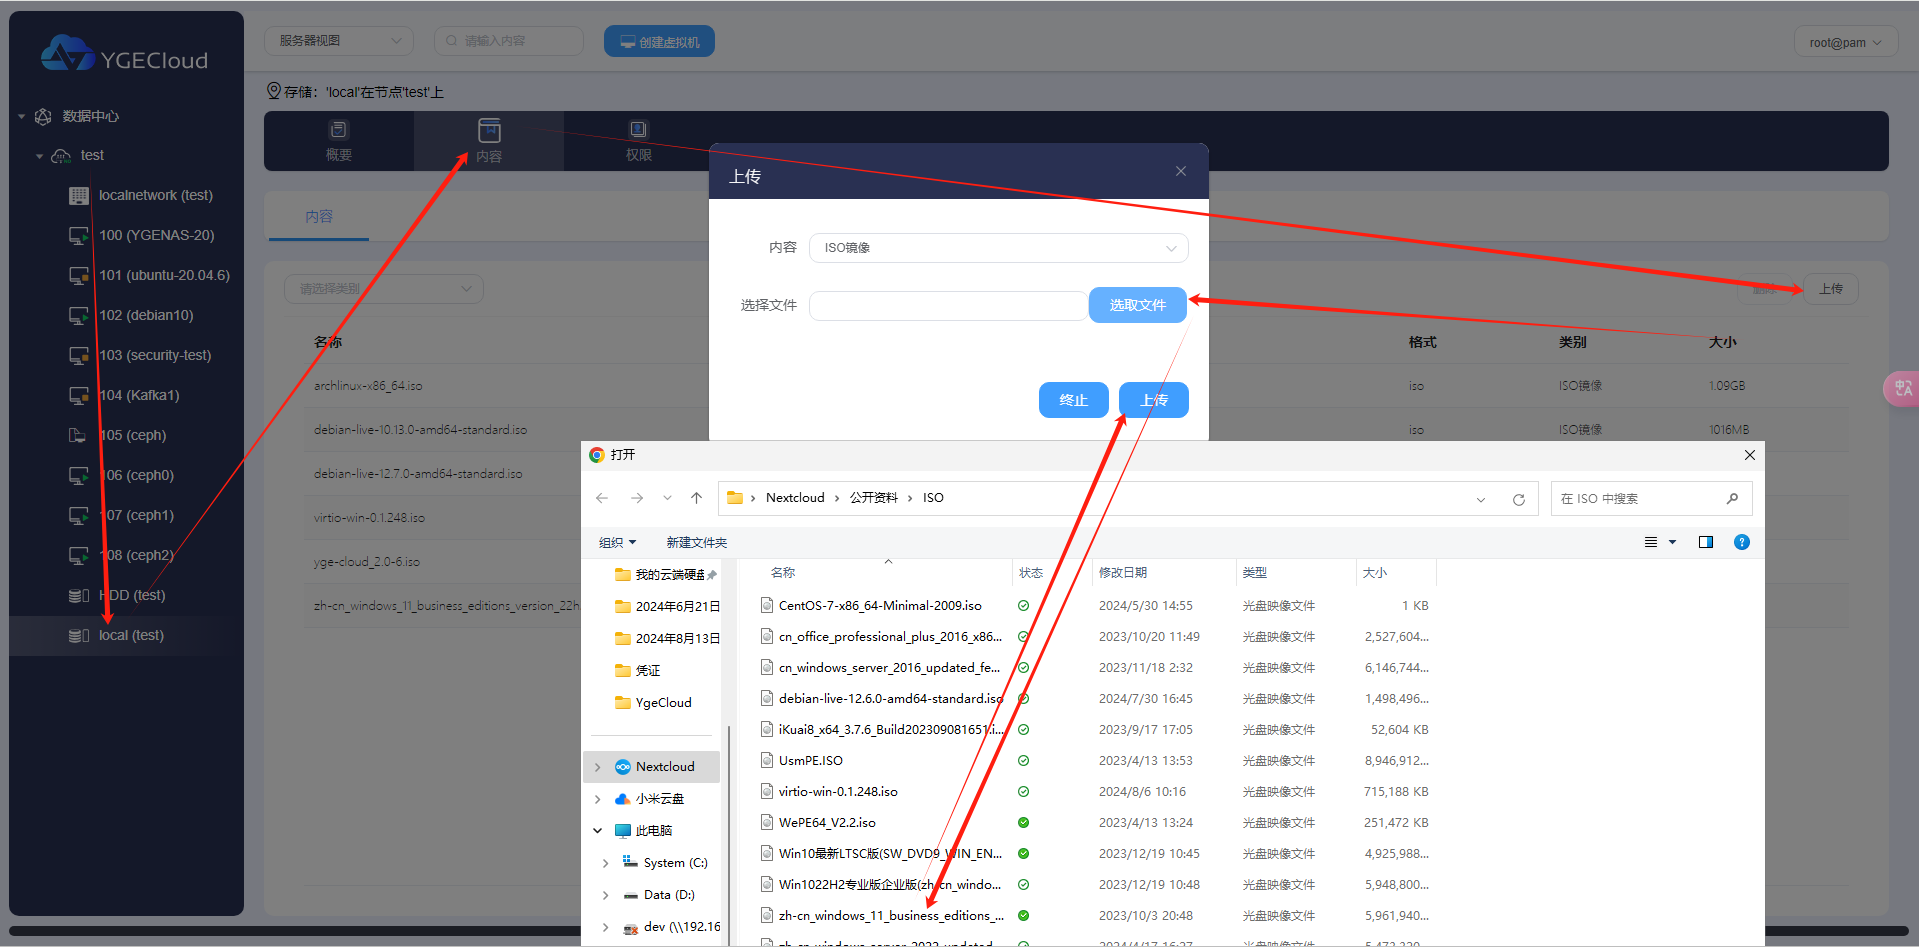 YGECloud
服务器视图
请输入内容
创建虚拟机
root@pam
存储：'local'在节点'test'上
数据中心
test
localnetwork (test)
100 (YGENAS-20)
101 (ubuntu-20.04.6)
102 (debian10)
103 (security-test)
104 (Kafka1)
105 (ceph)
106 (ceph0)
107 (ceph1)
108 (ceph2)
HDD (test)
local (test)
概要
内容
权限
内容
请选择类别
删除
上传
名称
格式
类别
大小
archlinux-x86_64.iso
iso
ISO镜像
1.09GB
debian-live-10.13.0-amd64-standard.iso
iso
ISO镜像
1016MB
debian-live-12.7.0-amd64-standard.iso
virtio-win-0.1.248.iso
yge-cloud_2.0-6.iso
zh-cn_windows_11_business_editions_version_22h
上传
内容
ISO镜像
选择文件
选取文件
终止
上传
打开
Nextcloud
公开资料
ISO
在 ISO 中搜索
组织
新建文件夹
我的云端硬盘
2024年6月21日
2024年8月13日
凭证
YgeCloud
Nextcloud
小米云盘
此电脑
System (C:)
Data (D:)
dev (\\192.16
名称
状态
修改日期
类型
大小
CentOS-7-x86_64-Minimal-2009.iso
2024/5/30 14:55
光盘映像文件
1 KB
cn_office_professional_plus_2016_x86...
2023/10/20 11:49
光盘映像文件
2,527,604...
cn_windows_server_2016_updated_fe...
2023/11/18 2:32
光盘映像文件
6,146,744...
debian-live-12.6.0-amd64-standard.iso
2024/7/30 16:45
光盘映像文件
1,498,496...
iKuai8_x64_3.7.6_Build202309081651.i...
2023/9/17 17:05
光盘映像文件
52,604 KB
UsmPE.ISO
2023/4/13 13:53
光盘映像文件
8,946,912...
virtio-win-0.1.248.iso
2024/8/6 10:16
光盘映像文件
715,188 KB
WePE64_V2.2.iso
2023/4/13 13:24
光盘映像文件
251,472 KB
Win10最新LTSC版(SW_DVD9_WIN_EN...
2023/12/19 10:45
光盘映像文件
4,925,988...
Win1022H2专业版企业版(zh-cn_windo...
2023/12/19 10:48
光盘映像文件
5,948,800...
zh-cn_windows_11_business_editions_...
2023/10/3 20:48
光盘映像文件
5,961,940...